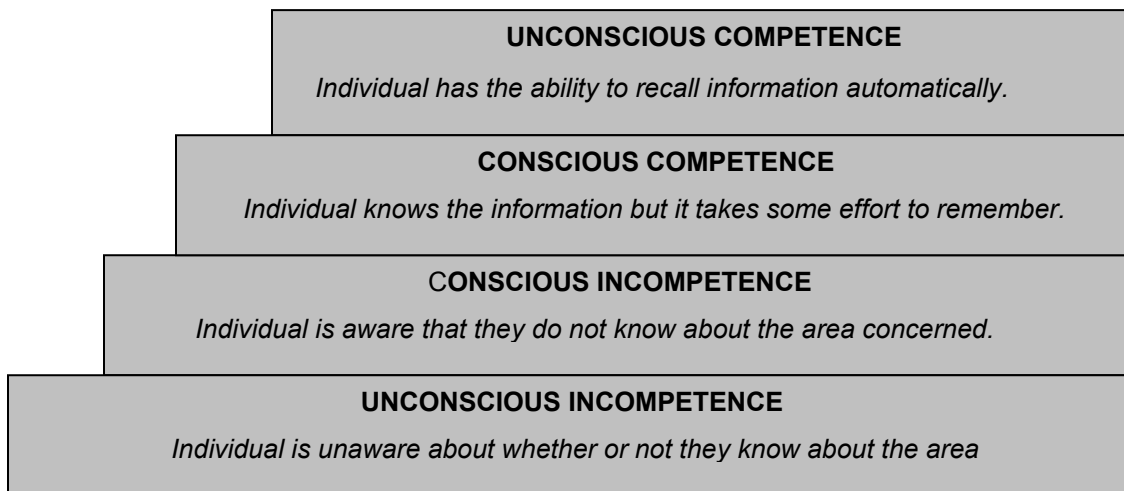 UNCONSCIOUS COMPETENCE
Individual has the ability to recall information automatically.
CONSCIOUS COMPETENCE
Individual knows the information but it takes some effort to remember.
CONSCIOUS INCOMPETENCE
Individual is aware that they do not know about the area concerned.
UNCONSCIOUS INCOMPETENCE
Individual is unaware about whether or not they know about the area